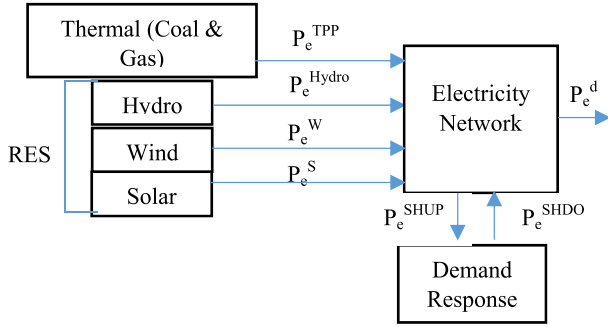 Thermal (Coal &
Gas)
P_e^TPP
P_e^Hydro
Hydro
P_e^W
RES
Wind
P_e^S
Solar
Electricity
Network
P_e^d
P_e^SHUP
P_e^SHDO
Demand
Response